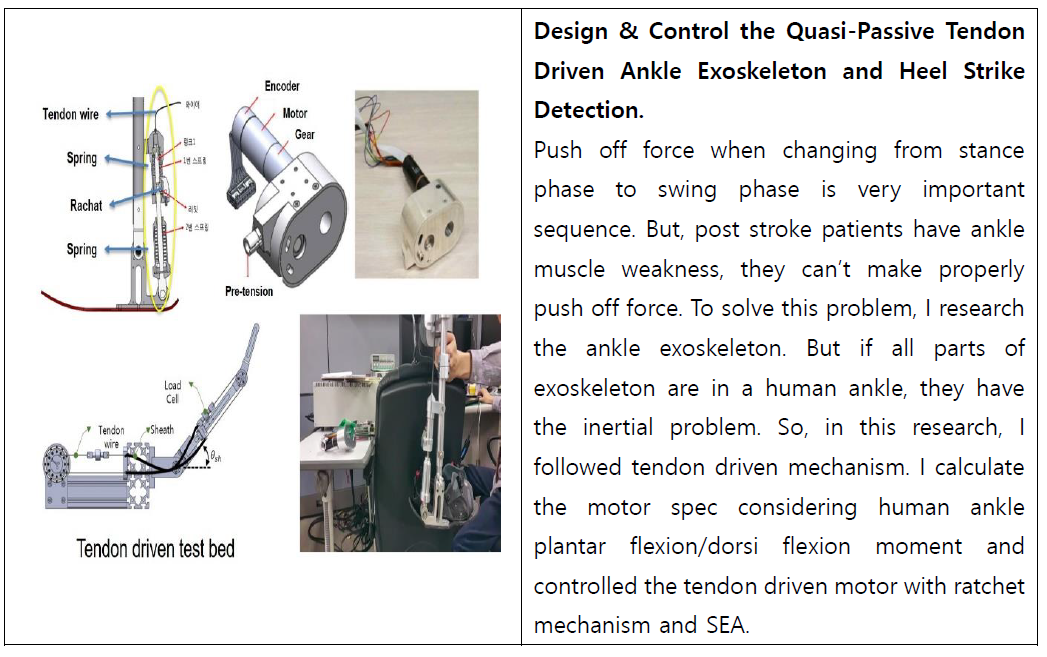 Tendon wire
Spring
Rachat
Spring
와이어
링크1
1번 스프링
래칫
2번 스프링
Encoder
Motor
Gear
Pre-tension
Load
Cell
Tendon
wire
Sheath
θsh
Tendon driven test bed
Design & Control the Quasi-Passive Tendon
Driven Ankle Exoskeleton and Heel Strike
Detection.
Push off force when changing from stance
phase to swing phase is very important
sequence. But, post stroke patients have ankle
muscle weakness, they can't make properly
push off force. To solve this problem, I research
the ankle exoskeleton. But if all parts of
exoskeleton are in a human ankle, they have
the inertial problem. So, in this research, I
followed tendon driven mechanism. I calculate
the motor spec considering human ankle
plantar flexion/dorsi flexion moment and
controlled the tendon driven motor with ratchet
mechanism and SEA.